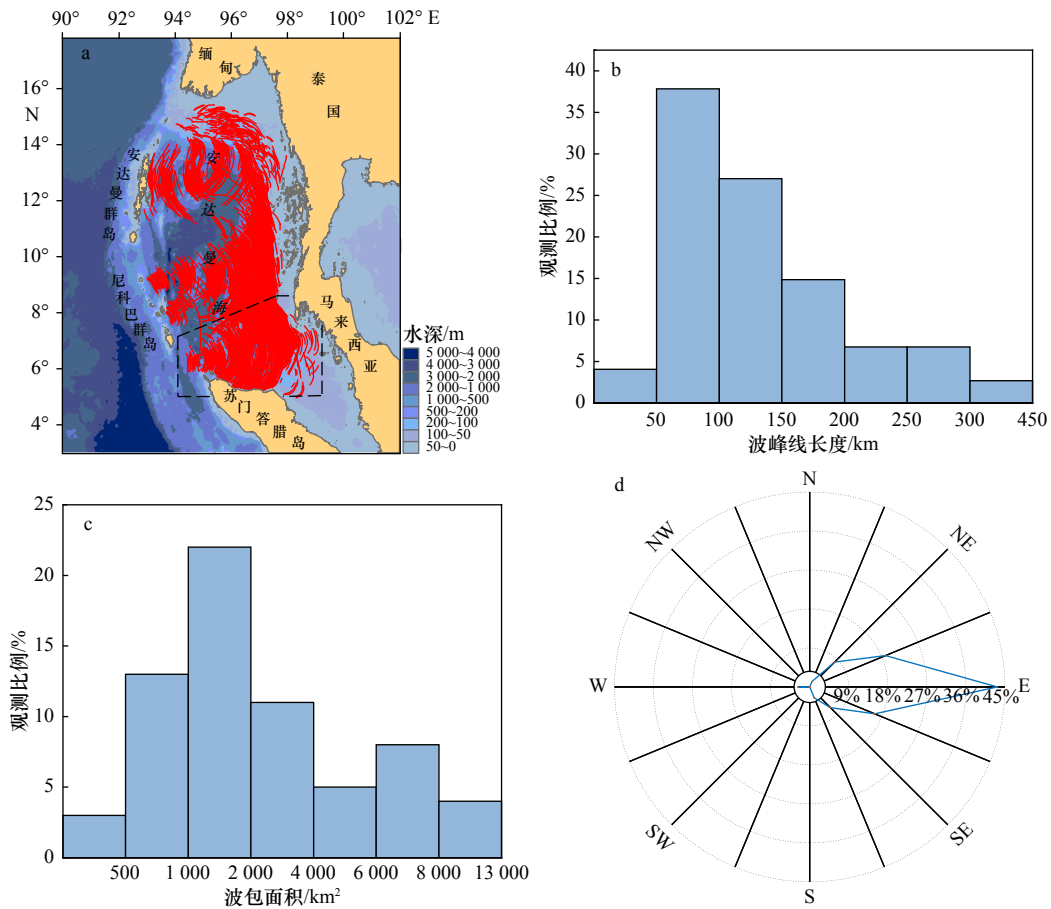 90° 92° 94° 96° 98° 100° 102° E
a
16°
N
14°
12°
10°
8°
6°
4°
缅甸
泰国
安达曼群岛
安达曼海
尼科巴群岛
马来西亚
苏门答腊岛
水深/m
5 000~4 000
4 000~3 000
3 000~2 000
2 000~1 000
1 000~500
500~200
200~100
100~50
50~0
b
观测比例/%
40
35
30
25
20
15
10
5
0
50 100 150 200 250 300 450
波峰线长度/km
c
观测比例/%
25
20
15
10
5
0
500 1 000 2 000 4 000 6 000 8 000 13 000
波包面积/km²
d
N
NW NE
W 9% 18% 27% 36% 45% E
SW SE
S